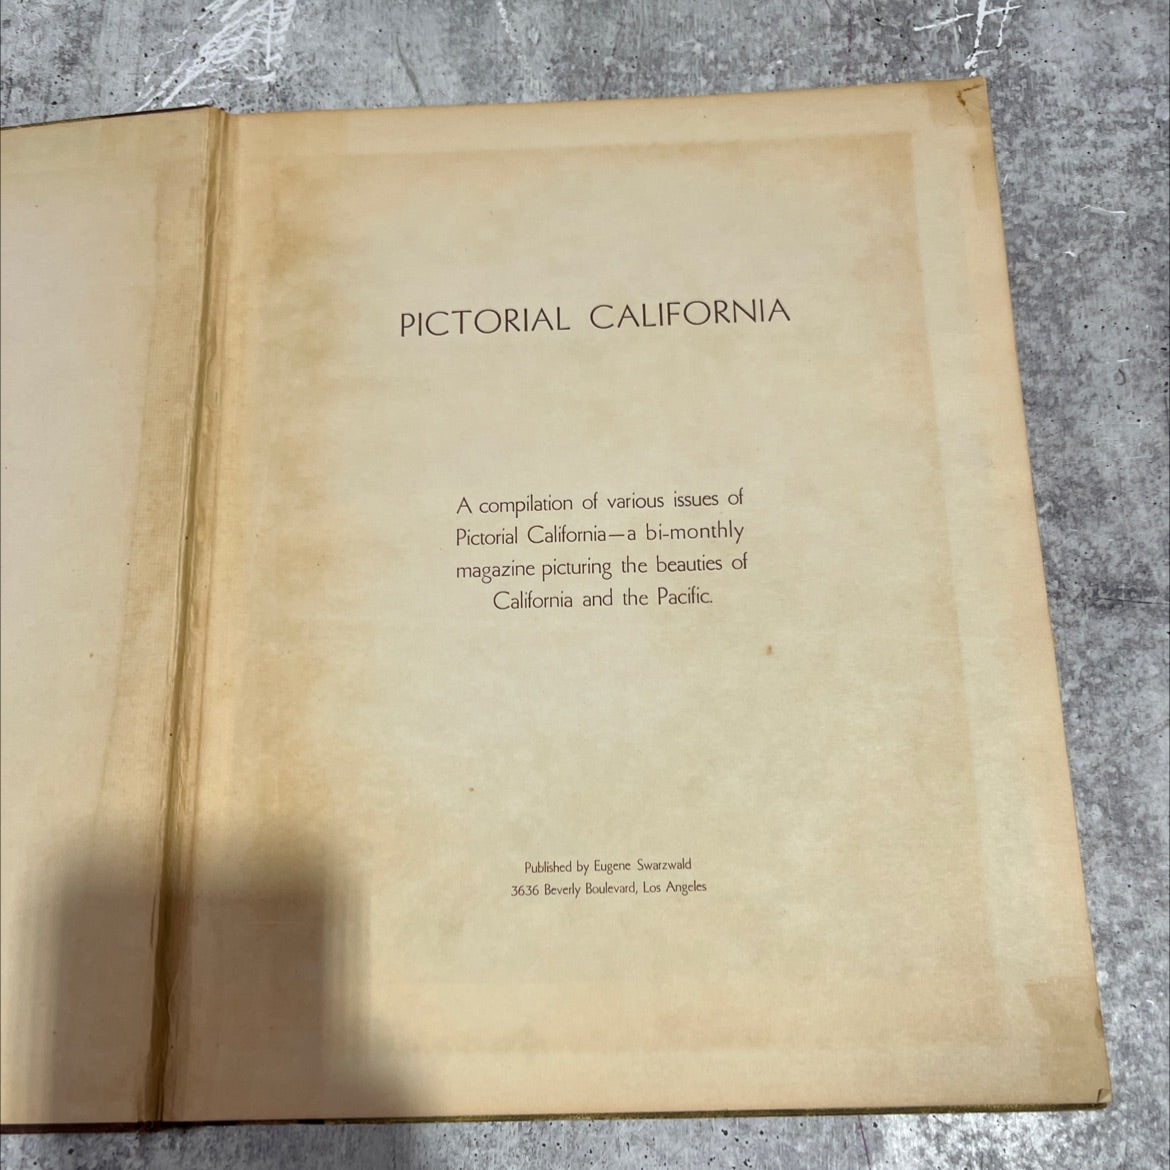 PICTORIAL CALIFORNIA
A compilation of various issues of
Pictorial California—a bi-monthly
magazine picturing the beauties of
California and the Pacific.
Published by Eugene Swarzwald
3636 Beverly Boulevard, Los Angeles